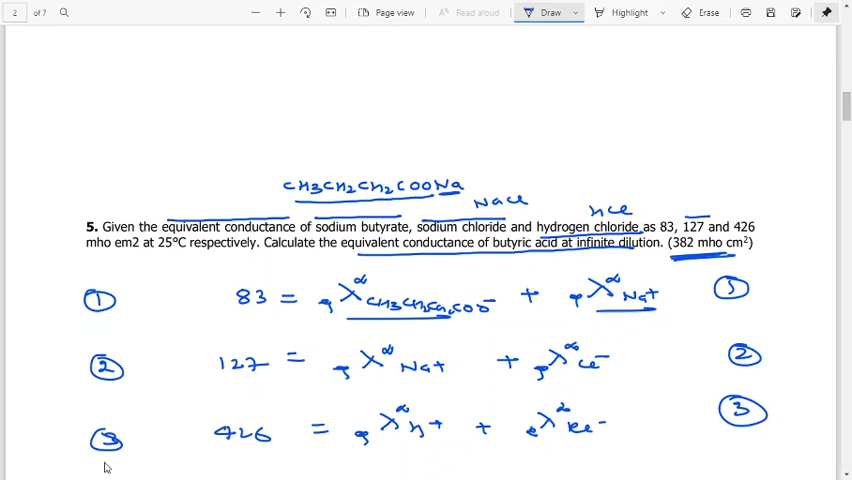 2 of 7 Page view Read aloud Draw Highlight Erase
CH3CH2CH2COONa
NaCl
HCl
5. Given the equivalent conductance of sodium butyrate, sodium chloride and hydrogen chloride as 83, 127 and 426
mho em2 at 25°C respectively. Calculate the equivalent conductance of butyric acid at infinite dilution. (382 mho cm²)
① 83 = λ∝ CH3CH2CH2COO⁻ + λ∝ Na+ ①
② 127 = λ∝ Na+ + λ∝ Cl⁻ ②
③ 426 = λ∝ H+ + λ∝ Cl⁻ ③